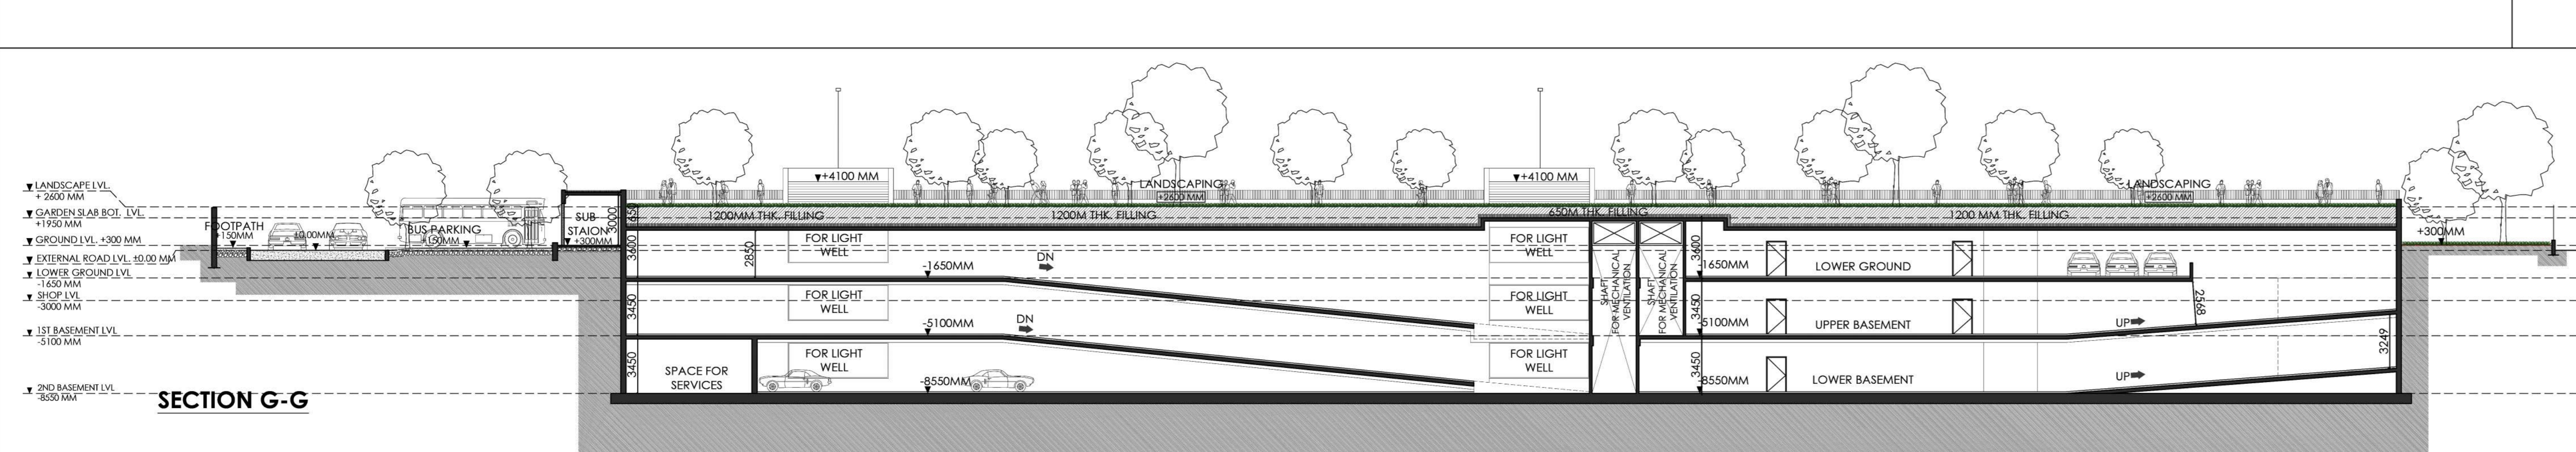 LANDSCAPE LVL.
+ 2600 MM
GARDEN SLAB BOT. LVL.
+1950 MM
GROUND LVL. +300 MM
EXTERNAL ROAD LVL. ±0.00 MM
LOWER GROUND LVL
-1650 MM
SHOP LVL
-3000 MM
1ST BASEMENT LVL
-5100 MM
2ND BASEMENT LVL
-8550 MM
SECTION G-G
FOOTPATH
+150MM
±0.00MM
BUS PARKING
+150MM
SUB
STAION
+300MM
3000
650
3600
3450
3450
2850
1200MM THK. FILLING
1200M THK. FILLING
650M THK. FILLING
1200 MM THK. FILLING
+4100 MM
+4100 MM
LANDSCAPING
+2600 MM
LANDSCAPING
+2600 MM
FOR LIGHT
WELL
FOR LIGHT
WELL
FOR LIGHT
WELL
-1650MM
DN
-5100MM
DN
-8550MM
SPACE FOR
SERVICES
FOR LIGHT
WELL
FOR LIGHT
WELL
FOR LIGHT
WELL
SHAFT
FOR MECHANICAL
VENTILATION
SHAFT
FOR MECHANICAL
VENTILATION
3600
3450
3450
-1650MM
LOWER GROUND
-5100MM
UPPER BASEMENT
-8550MM
LOWER BASEMENT
UP
UP
2568
3249
+300MM